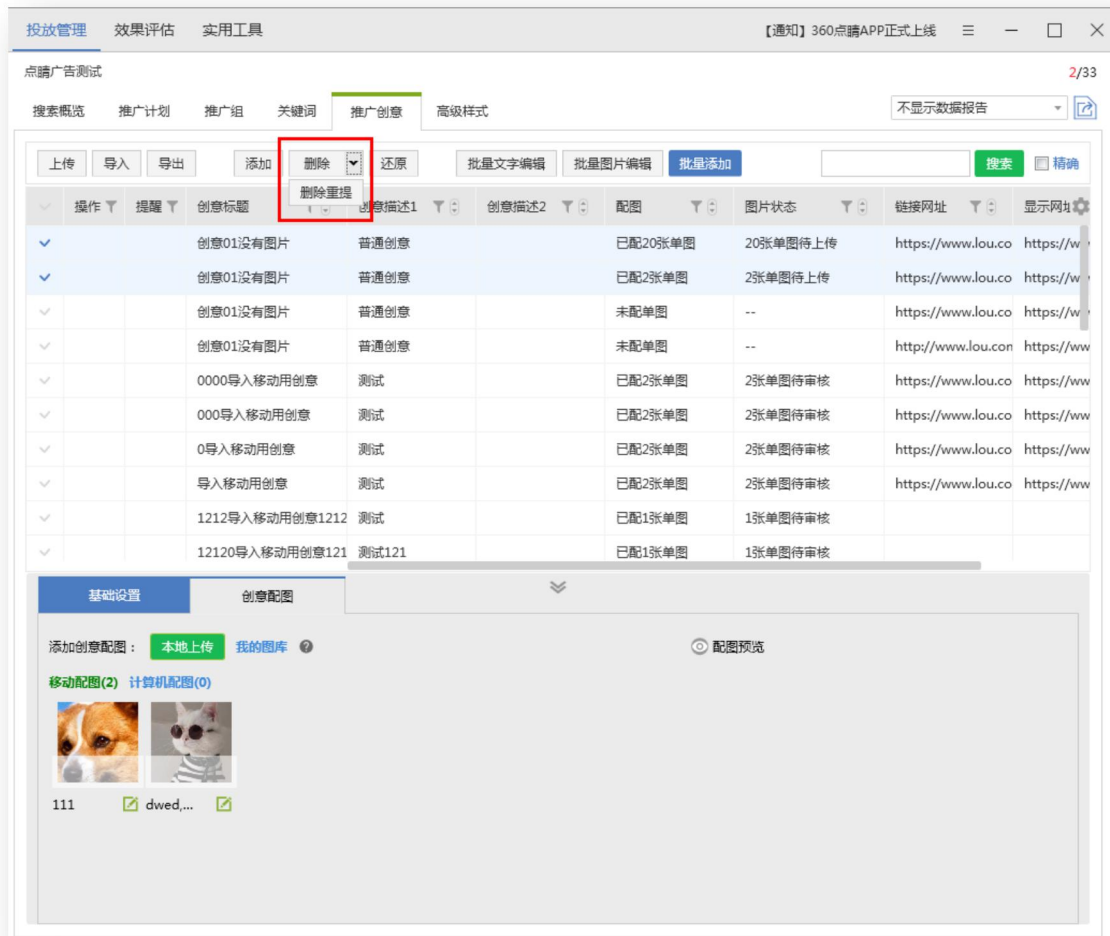 投放管理 效果评估 实用工具 【通知】360点睛APP正式上线
点睛广告测试 2/33
搜索概览 推广计划 推广组 关键词 推广创意 高级样式 不显示数据报告
上传 导入 导出 添加 删除 还原 批量文字编辑 批量图片编辑 批量添加 搜索 精确
删除重提
操作 提醒 创意标题 创意描述1 创意描述2 配图 图片状态 链接网址 显示网址
创意01没有图片 普通创意 已配20张单图 20张单图待上传 https://www.lou.co https://w
创意01没有图片 普通创意 已配2张单图 2张单图待上传 https://www.lou.co https://w
创意01没有图片 普通创意 未配单图 -- https://www.lou.co https://w
创意01没有图片 普通创意 未配单图 -- http://www.lou.con https://ww
0000导入移动用创意 测试 已配2张单图 2张单图待审核 https://www.lou.co https://ww
000导入移动用创意 测试 已配2张单图 2张单图待审核 https://www.lou.co https://ww
0导入移动用创意 测试 已配2张单图 2张单图待审核 https://www.lou.co https://ww
导入移动用创意 测试 已配2张单图 2张单图待审核 https://www.lou.co https://ww
1212导入移动用创意1212 测试 已配1张单图 1张单图待审核
12120导入移动用创意121 测试121 已配1张单图 1张单图待审核
基础设置 创意配图
添加创意配图： 本地上传 我的图库 配图预览
移动配图(2) 计算机配图(0)
111 dwed,...